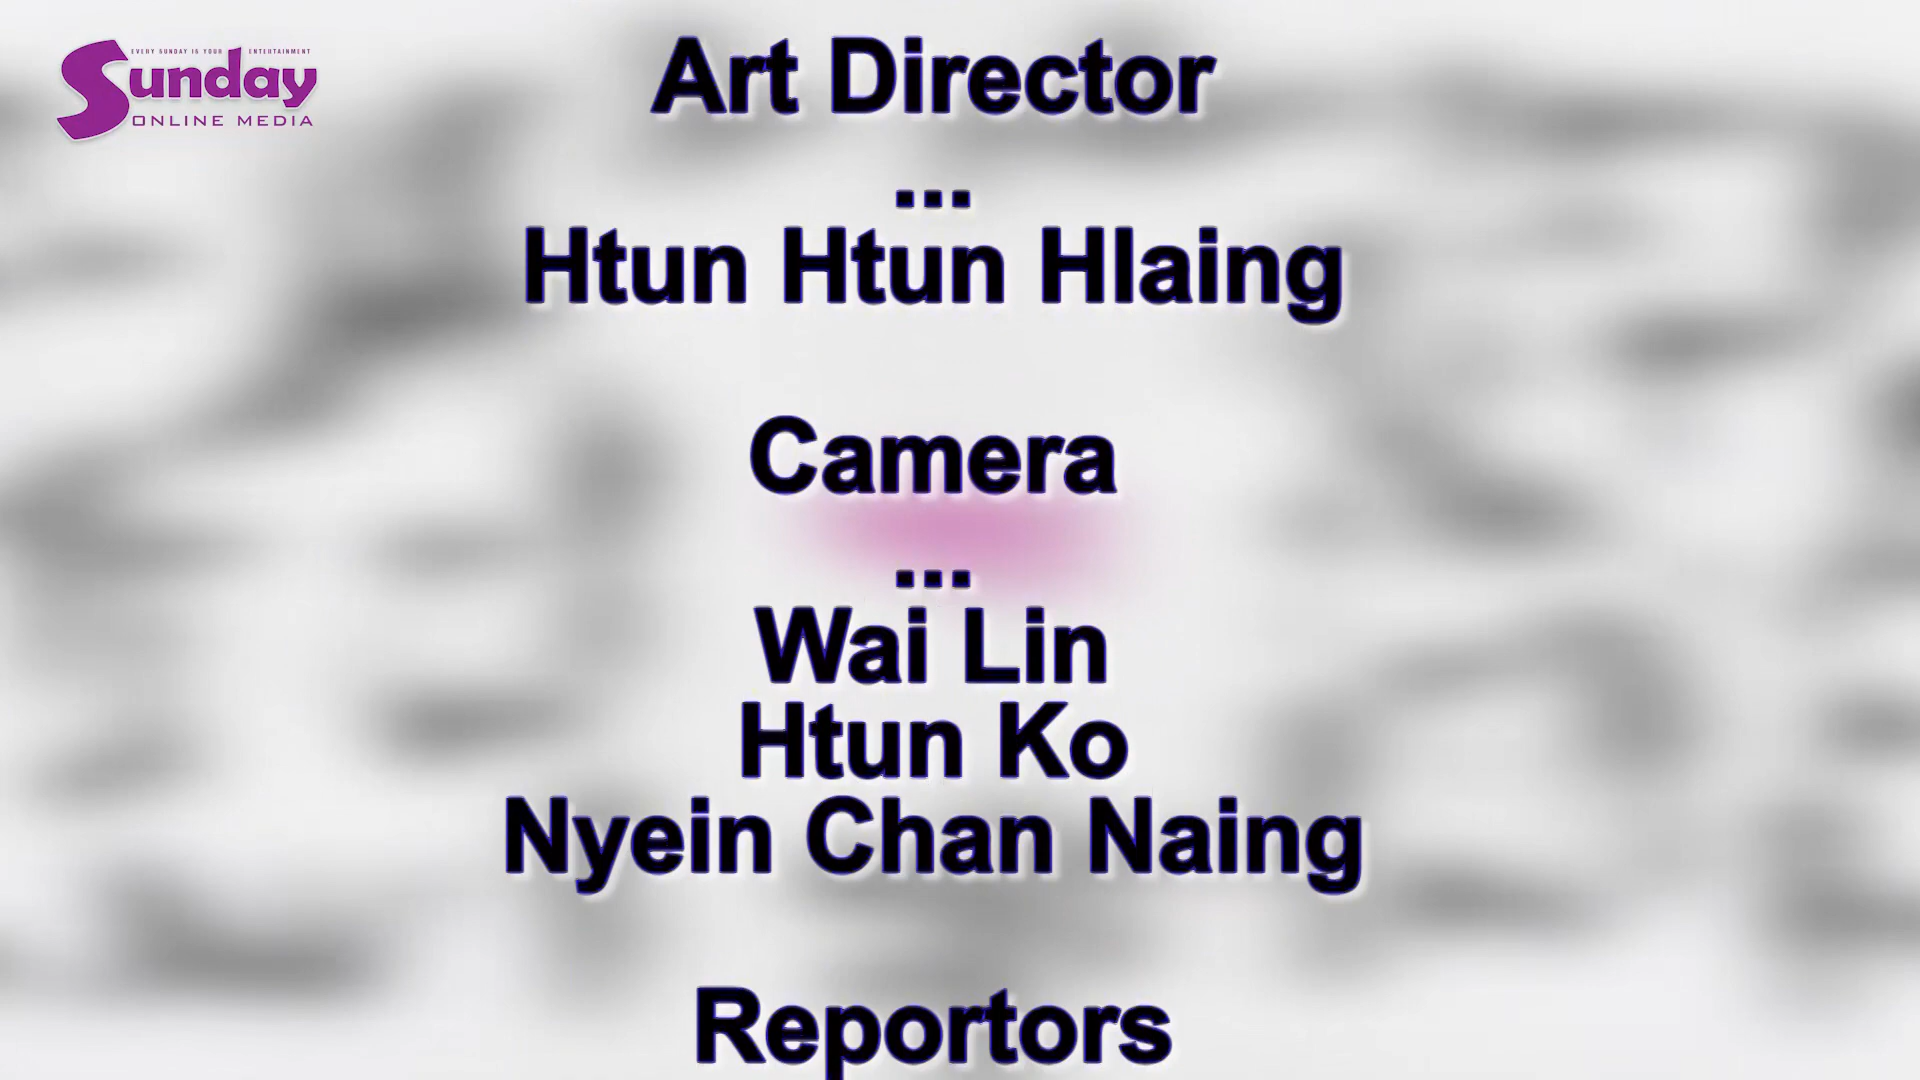 EVERY SUNDAY IS YOUR ENTERTAINMENT
Sunday
ONLINE MEDIA
Art Director
...
Htun Htun Hlaing
Camera
...
Wai Lin
Htun Ko
Nyein Chan Naing
Reportors